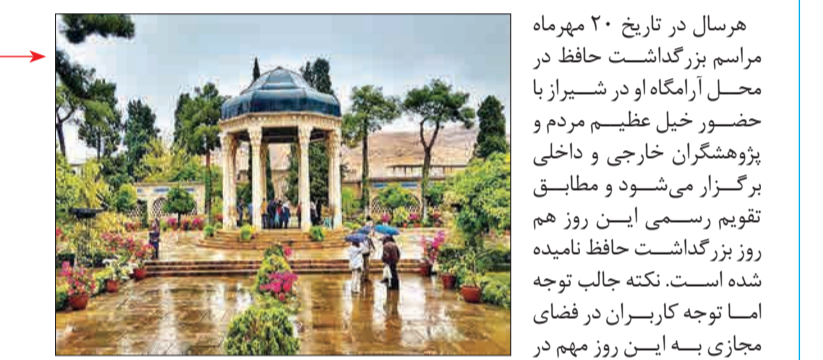 هرسال در تاریخ ۲۰ مهرماه
مراسم بزرگداشت حافظ در
محل آرامگاه او در شیراز با
حضور خیل عظیم مردم و
پژوهشگران خارجی و داخلی
برگزار می‌شود و مطابق
تقویم رسمی این روز هم
روز بزرگداشت حافظ نامیده
شده است. نکته جالب توجه
اما توجه کاربران در فضای
مجازی به این روز مهم در